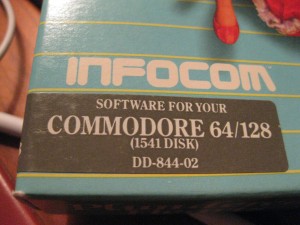 INFOCOM
SOFTWARE FOR YOUR
COMMODORE 64/128
(1541 DISK)
DD-844-02